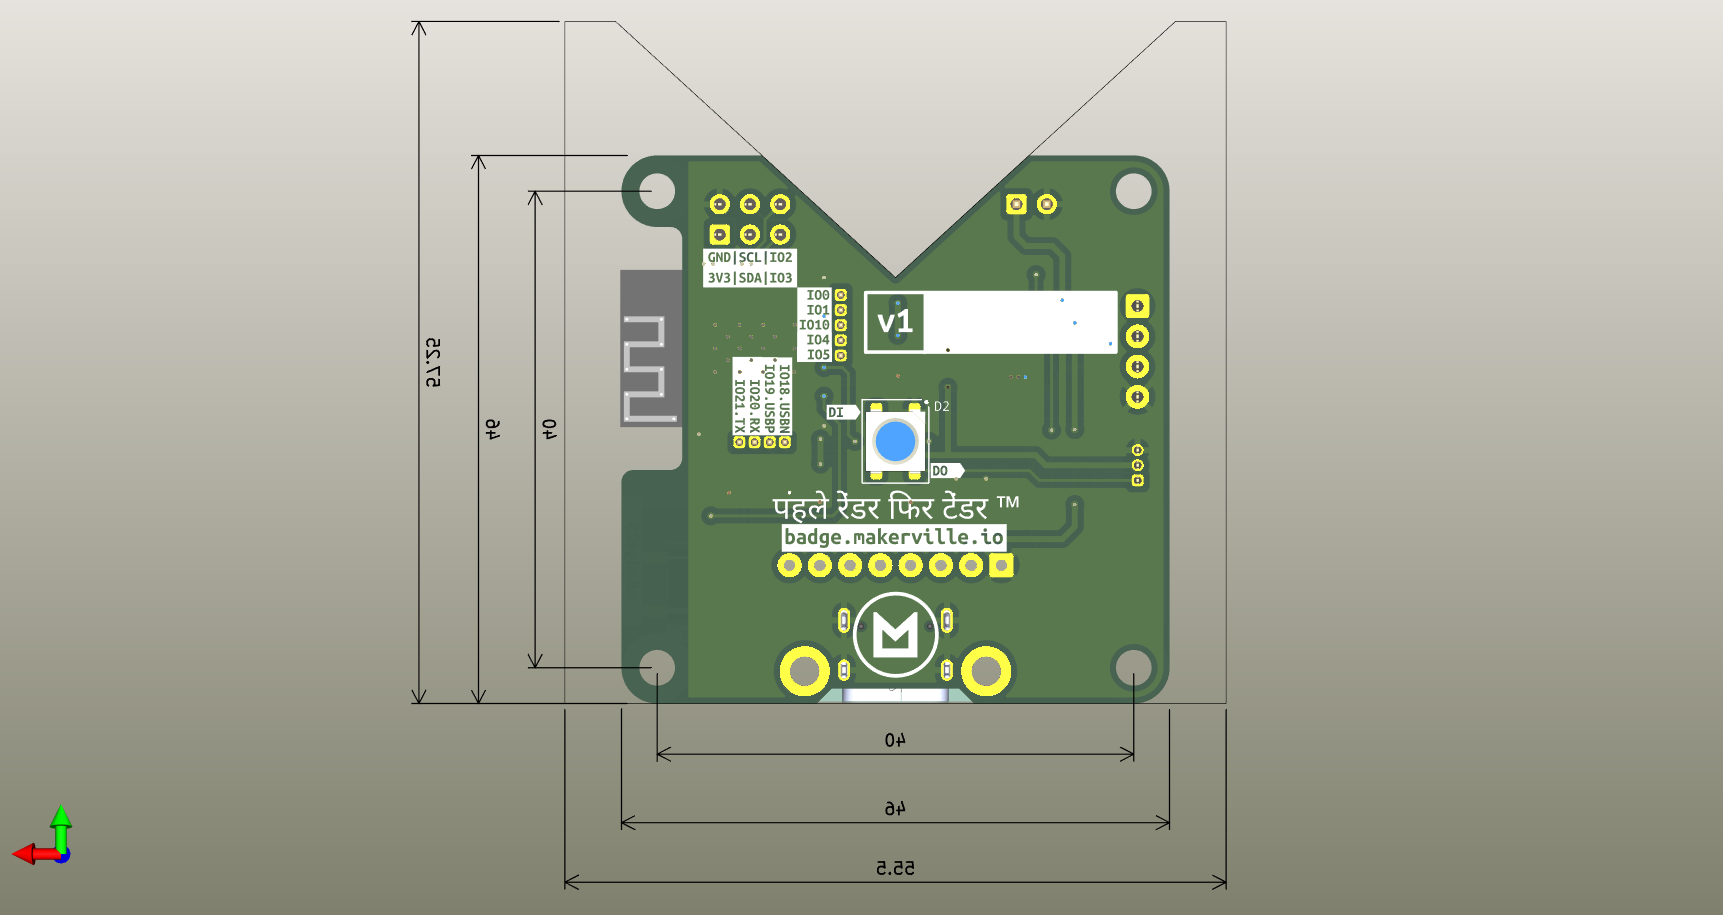 57.25
46
40
GND|SCL|IO2
3V3|SDA|IO3
IO0
IO1
IO10
IO4
IO5
v1
IO21.TX
IO20.RX
IO19.USBP
IO18.USBN
DI
D2
DO
पहले रेंडर फिर टेंडर ™
badge.makerville.io
40
46
55.5